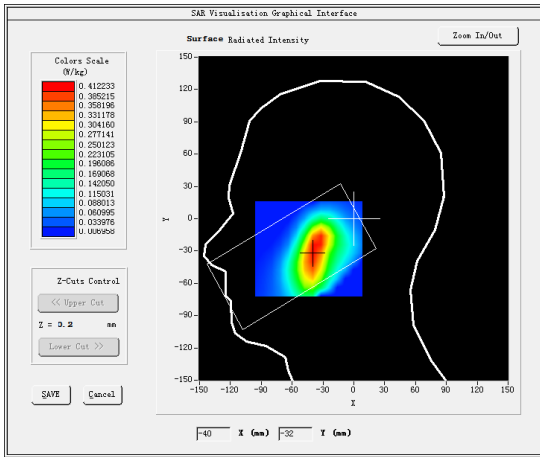 SAR Visualisation Graphical Interface
Surface Radiated Intensity
Zoom In/Out
Colors Scale
(W/kg)
0.412233
0.385215
0.358196
0.331178
0.304160
0.277141
0.250123
0.223105
0.196086
0.169068
0.142050
0.115031
0.088013
0.060995
0.033976
0.006958
Z-Cuts Control
<< Upper Cut
Z = 3.2 mm
Lower Cut >>
SAVE Cancel
150
120
90
60
30
0
-30
-60
-90
-120
-150
Y
-150 -120 -90 -60 -30 0 30 60 90 120 150
X
-40 X (mm) -32 Y (mm)